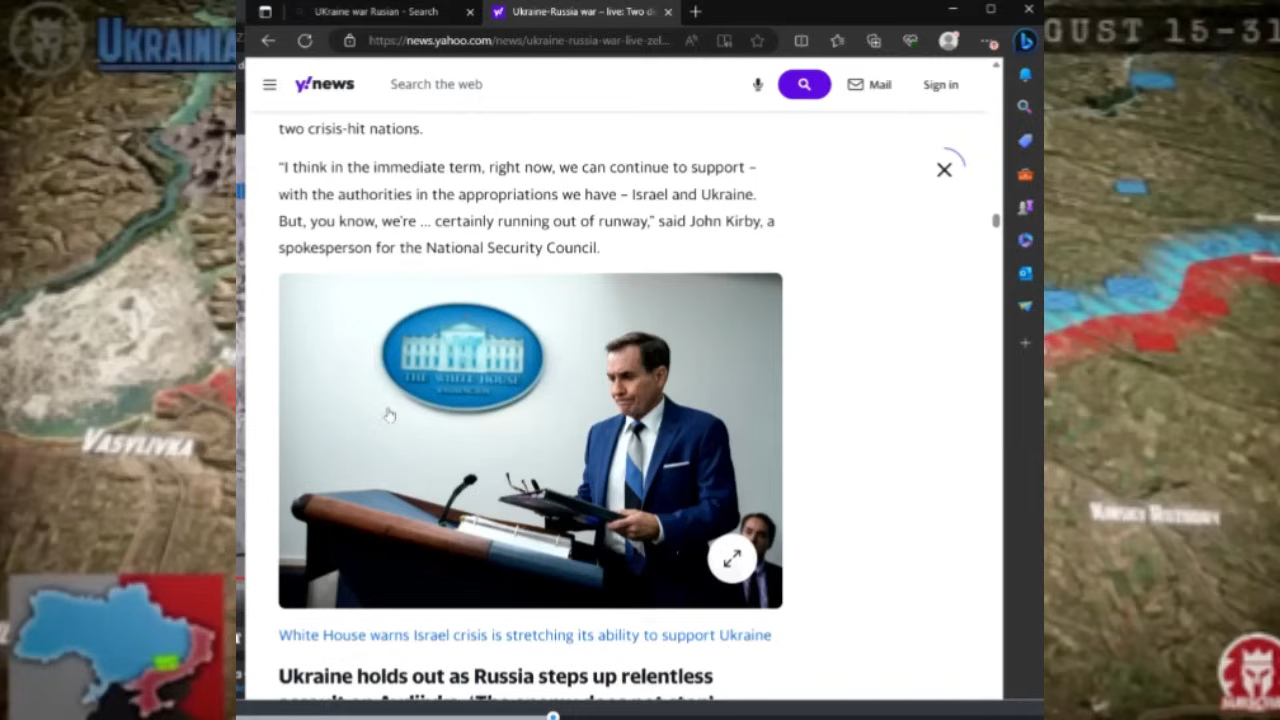 UKRAINIA
GUST 15-31
UKraine war Rusian - Search
Ukraine-Russia war – live: Two d
https://news.yahoo.com/news/ukraine-russia-war-live-zel...
y!news
Search the web
Mail
Sign in
two crisis-hit nations.
"I think in the immediate term, right now, we can continue to support –
with the authorities in the appropriations we have – Israel and Ukraine.
But, you know, we're ... certainly running out of runway," said John Kirby, a
spokesperson for the National Security Council.
THE WHITE HOUSE
VASYLIVKA
White House warns Israel crisis is stretching its ability to support Ukraine
Ukraine holds out as Russia steps up relentless